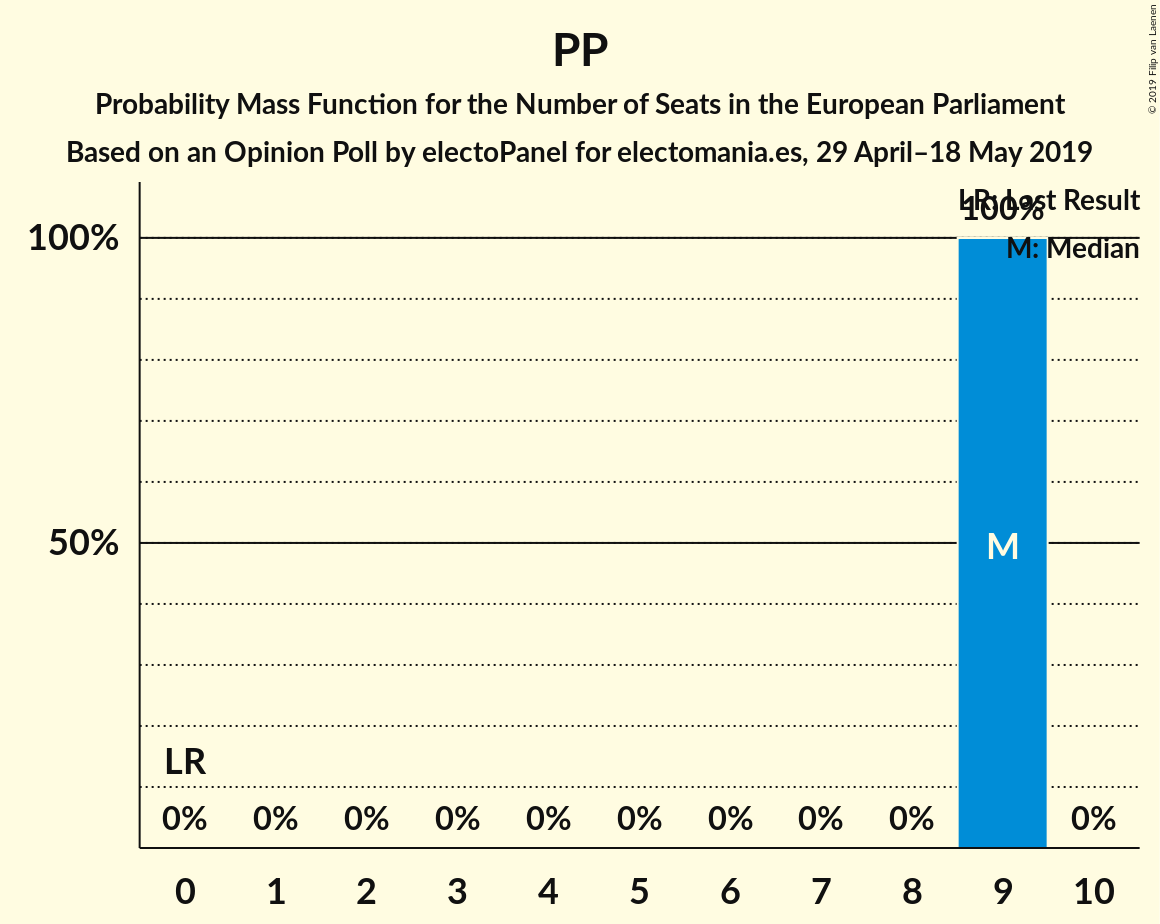 PP
Probability Mass Function for the Number of Seats in the European Parliament
Based on an Opinion Poll by electoPanel for electomania.es, 29 April–18 May 2019
© 2019 Filip van Laenen
LR: Last Result
M: Median
100%
100%
50%
M
LR
0% 0% 0% 0% 0% 0% 0% 0% 0% 0%
0 1 2 3 4 5 6 7 8 9 10